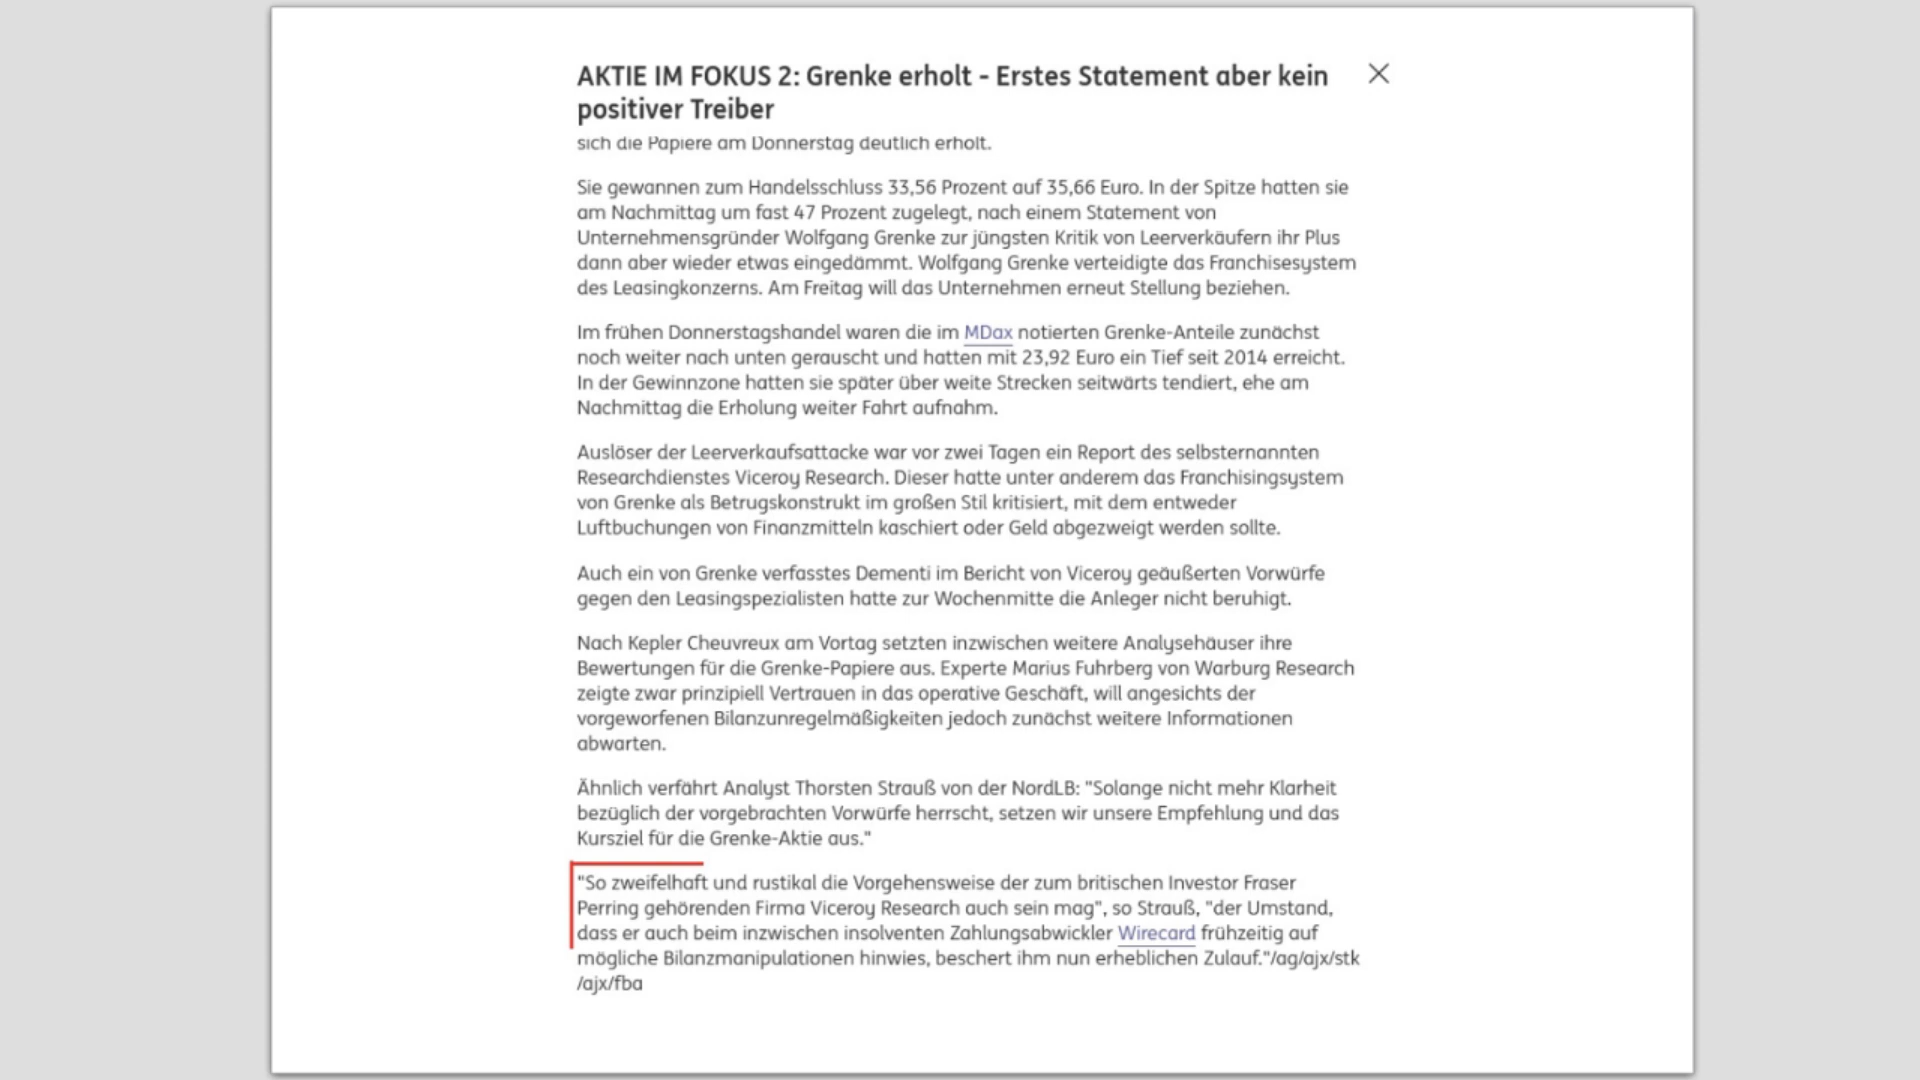 AKTIE IM FOKUS 2: Grenke erholt - Erstes Statement aber kein
positiver Treiber
sich die Papiere am Donnerstag deutlich erholt.
Sie gewannen zum Handelsschluss 33,56 Prozent auf 35,66 Euro. In der Spitze hatten sie
am Nachmittag um fast 47 Prozent zugelegt, nach einem Statement von
Unternehmensgründer Wolfgang Grenke zur jüngsten Kritik von Leerverkäufern ihr Plus
dann aber wieder etwas eingedämmt. Wolfgang Grenke verteidigte das Franchisesystem
des Leasingkonzerns. Am Freitag will das Unternehmen erneut Stellung beziehen.
Im frühen Donnerstagshandel waren die im MDax notierten Grenke-Anteile zunächst
noch weiter nach unten gerauscht und hatten mit 23,92 Euro ein Tief seit 2014 erreicht.
In der Gewinnzone hatten sie später über weite Strecken seitwärts tendiert, ehe am
Nachmittag die Erholung weiter Fahrt aufnahm.
Auslöser der Leerverkaufsattacke war vor zwei Tagen ein Report des selbsternannten
Researchdienstes Viceroy Research. Dieser hatte unter anderem das Franchisingsystem
von Grenke als Betrugskonstrukt im großen Stil kritisiert, mit dem entweder
Luftbuchungen von Finanzmitteln kaschiert oder Geld abgezweigt werden sollte.
Auch ein von Grenke verfasstes Dementi im Bericht von Viceroy geäußerten Vorwürfe
gegen den Leasingspezialisten hatte zur Wochenmitte die Anleger nicht beruhigt.
Nach Kepler Cheuvreux am Vortag setzten inzwischen weitere Analysehäuser ihre
Bewertungen für die Grenke-Papiere aus. Experte Marius Fuhrberg von Warburg Research
zeigte zwar prinzipiell Vertrauen in das operative Geschäft, will angesichts der
vorgeworfenen Bilanzunregelmäßigkeiten jedoch zunächst weitere Informationen
abwarten.
Ähnlich verfährt Analyst Thorsten Strauß von der NordLB: "Solange nicht mehr Klarheit
bezüglich der vorgebrachten Vorwürfe herrscht, setzen wir unsere Empfehlung und das
Kursziel für die Grenke-Aktie aus."
"So zweifelhaft und rustikal die Vorgehensweise der zum britischen Investor Fraser
Perring gehörenden Firma Viceroy Research auch sein mag", so Strauß, "der Umstand,
dass er auch beim inzwischen insolventen Zahlungsabwickler Wirecard frühzeitig auf
mögliche Bilanzmanipulationen hinwies, beschert ihm nun erheblichen Zulauf."/ag/ajx/stk
/ajx/fba